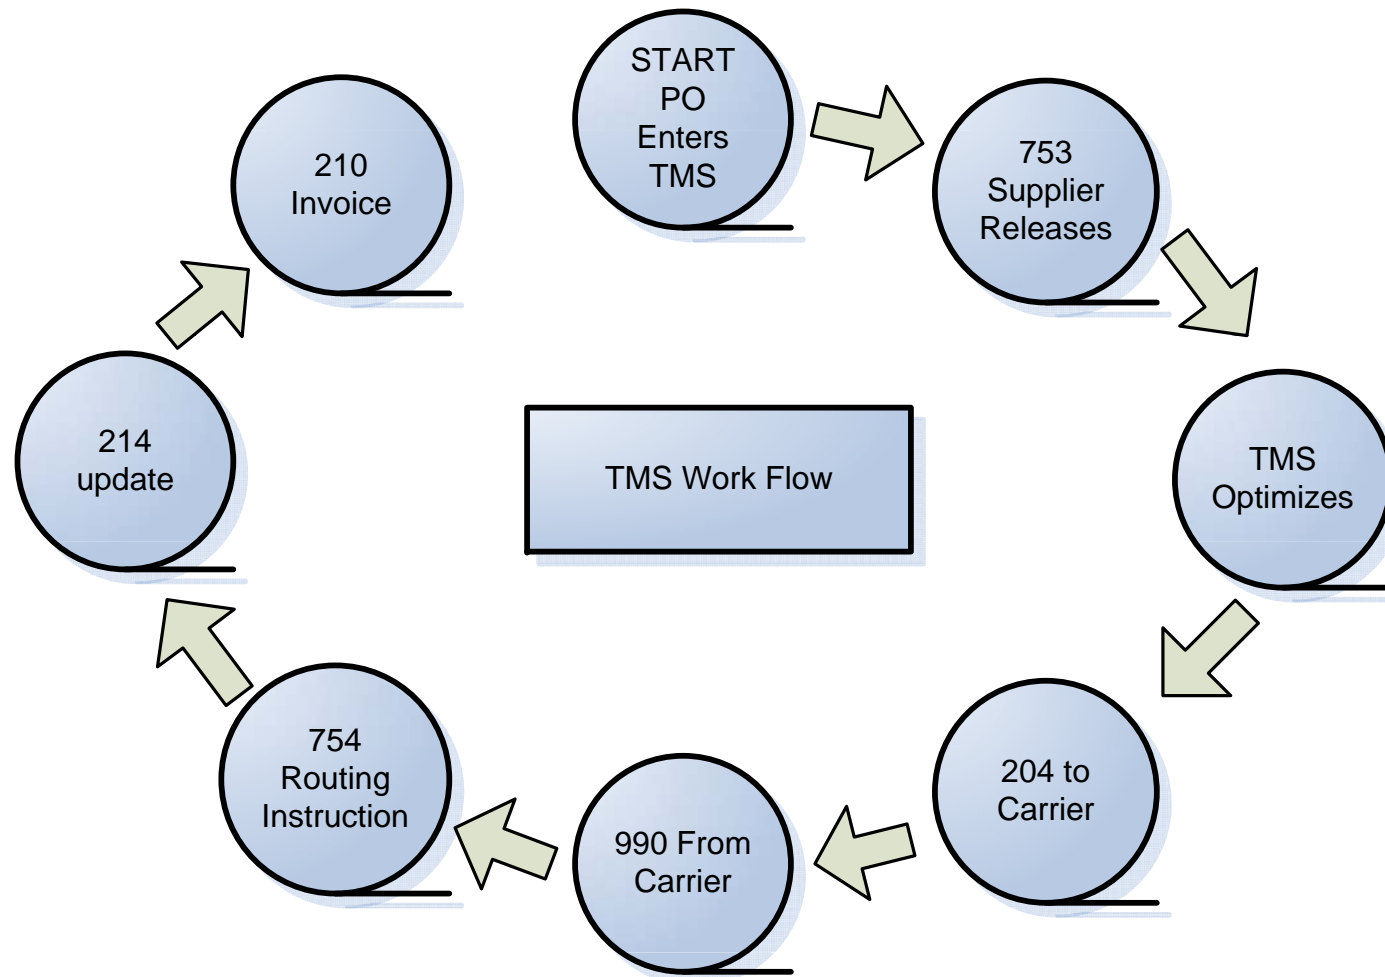 START
PO
Enters
TMS
753
Supplier
Releases
TMS
Optimizes
204 to
Carrier
990 From
Carrier
754
Routing
Instruction
214
update
210
Invoice
TMS Work Flow